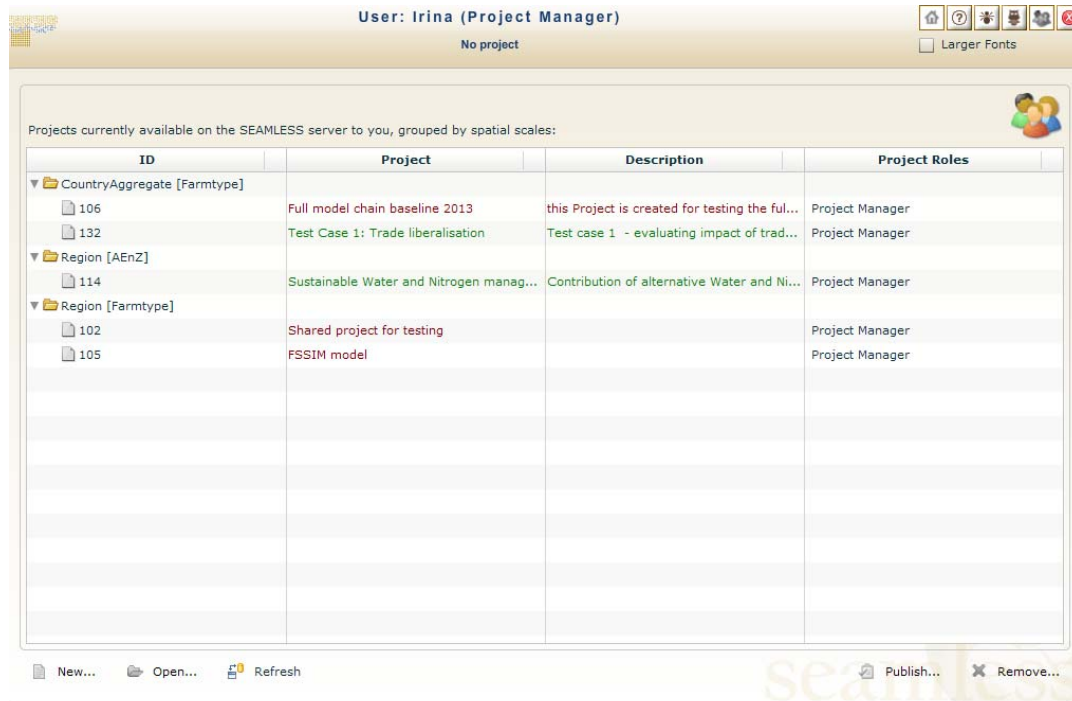 User: Irina (Project Manager)
No project
Larger Fonts
Projects currently available on the SEAMLESS server to you, grouped by spatial scales:
ID Project Description Project Roles
CountryAggregate [Farmtype]
106 Full model chain baseline 2013 this Project is created for testing the ful... Project Manager
132 Test Case 1: Trade liberalisation Test case 1 - evaluating impact of trad... Project Manager
Region [AEnZ]
114 Sustainable Water and Nitrogen manag... Contribution of alternative Water and Ni... Project Manager
Region [Farmtype]
102 Shared project for testing Project Manager
105 FSSIM model Project Manager
New... Open... Refresh Publish... Remove...
seamless